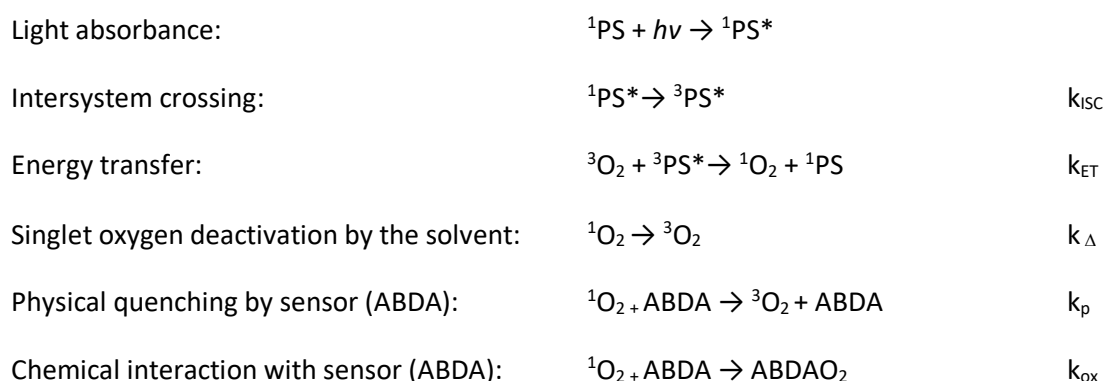 Light absorbance: ¹PS + hv → ¹PS*
Intersystem crossing: ¹PS*→ ³PS* k_ISC
Energy transfer: ³O₂ + ³PS*→ ¹O₂ + ¹PS k_ET
Singlet oxygen deactivation by the solvent: ¹O₂ → ³O₂ k_Δ
Physical quenching by sensor (ABDA): ¹O₂ ₊ ABDA → ³O₂ + ABDA k_p
Chemical interaction with sensor (ABDA): ¹O₂ ₊ ABDA → ABDAO₂ k_ox